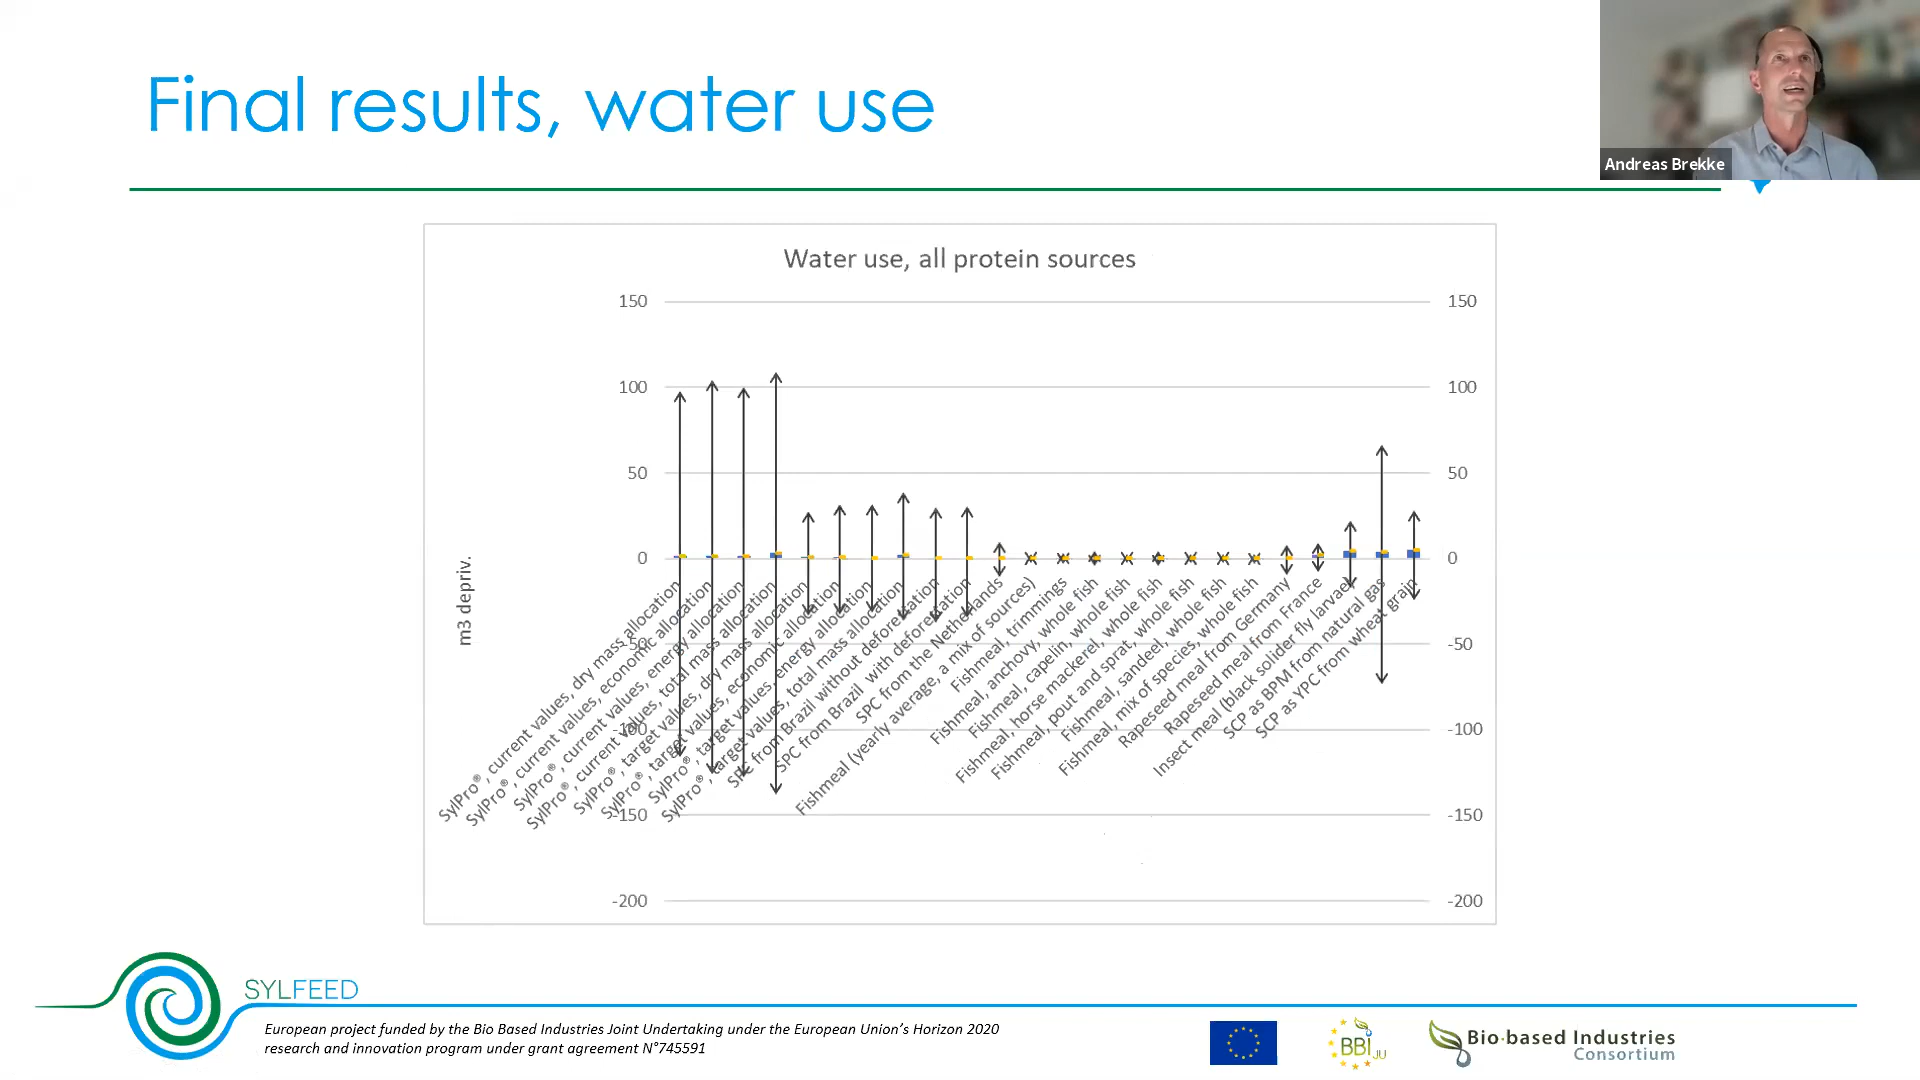 Final results, water use
Andreas Brekke
Water use, all protein sources
150
150
100
100
50
50
0
0
-50
-50
-100
-100
-150
-150
-200
-200
m3 depriv.
SylPro®, current values, dry mass allocation
SylPro®, current values, economic allocation
SylPro®, current values, energy allocation
SylPro®, current values, total mass allocation
SylPro®, target values, dry mass allocation
SylPro®, target values, economic allocation
SylPro®, target values, energy allocation
SylPro®, target values, total mass allocation
SPC from Brazil without deforestation
SPC from Brazil with deforestation
SPC from the Netherlands
Fishmeal (yearly average, a mix of sources)
Fishmeal, trimmings
Fishmeal, anchovy, whole fish
Fishmeal, capelin, whole fish
Fishmeal, horse mackerel, whole fish
Fishmeal, pout and sprat, whole fish
Fishmeal, sandeel, whole fish
Fishmeal, mix of species, whole fish
Rapeseed meal from Germany
Rapeseed meal from France
Insect meal (black solider fly larvae)
SCP as BPM from natural gas
SCP as YPC from wheat grain
SYLFEED
European project funded by the Bio Based Industries Joint Undertaking under the European Union's Horizon 2020
research and innovation program under grant agreement N°745591
BBI JU
Bio-based Industries
Consortium